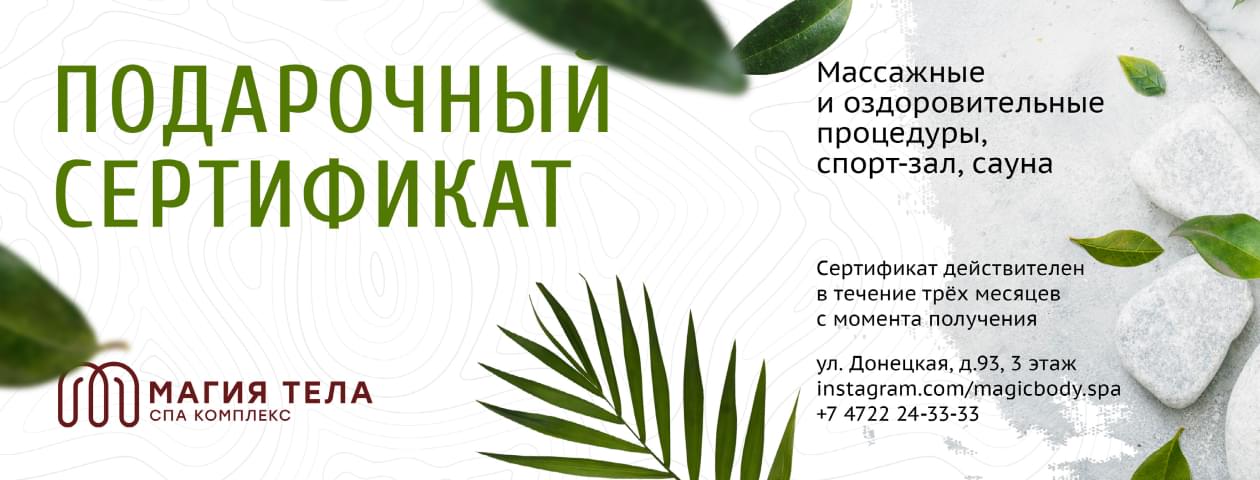 ПОДАРОЧНЫЙ
СЕРТИФИКАТ
МАГИЯ ТЕЛА
СПА КОМПЛЕКС
Массажные
и оздоровительные
процедуры,
спорт-зал, сауна
Сертификат действителен
в течение трёх месяцев
с момента получения
ул. Донецкая, д.93, 3 этаж
instagram.com/magicbody.spa
+7 4722 24-33-33